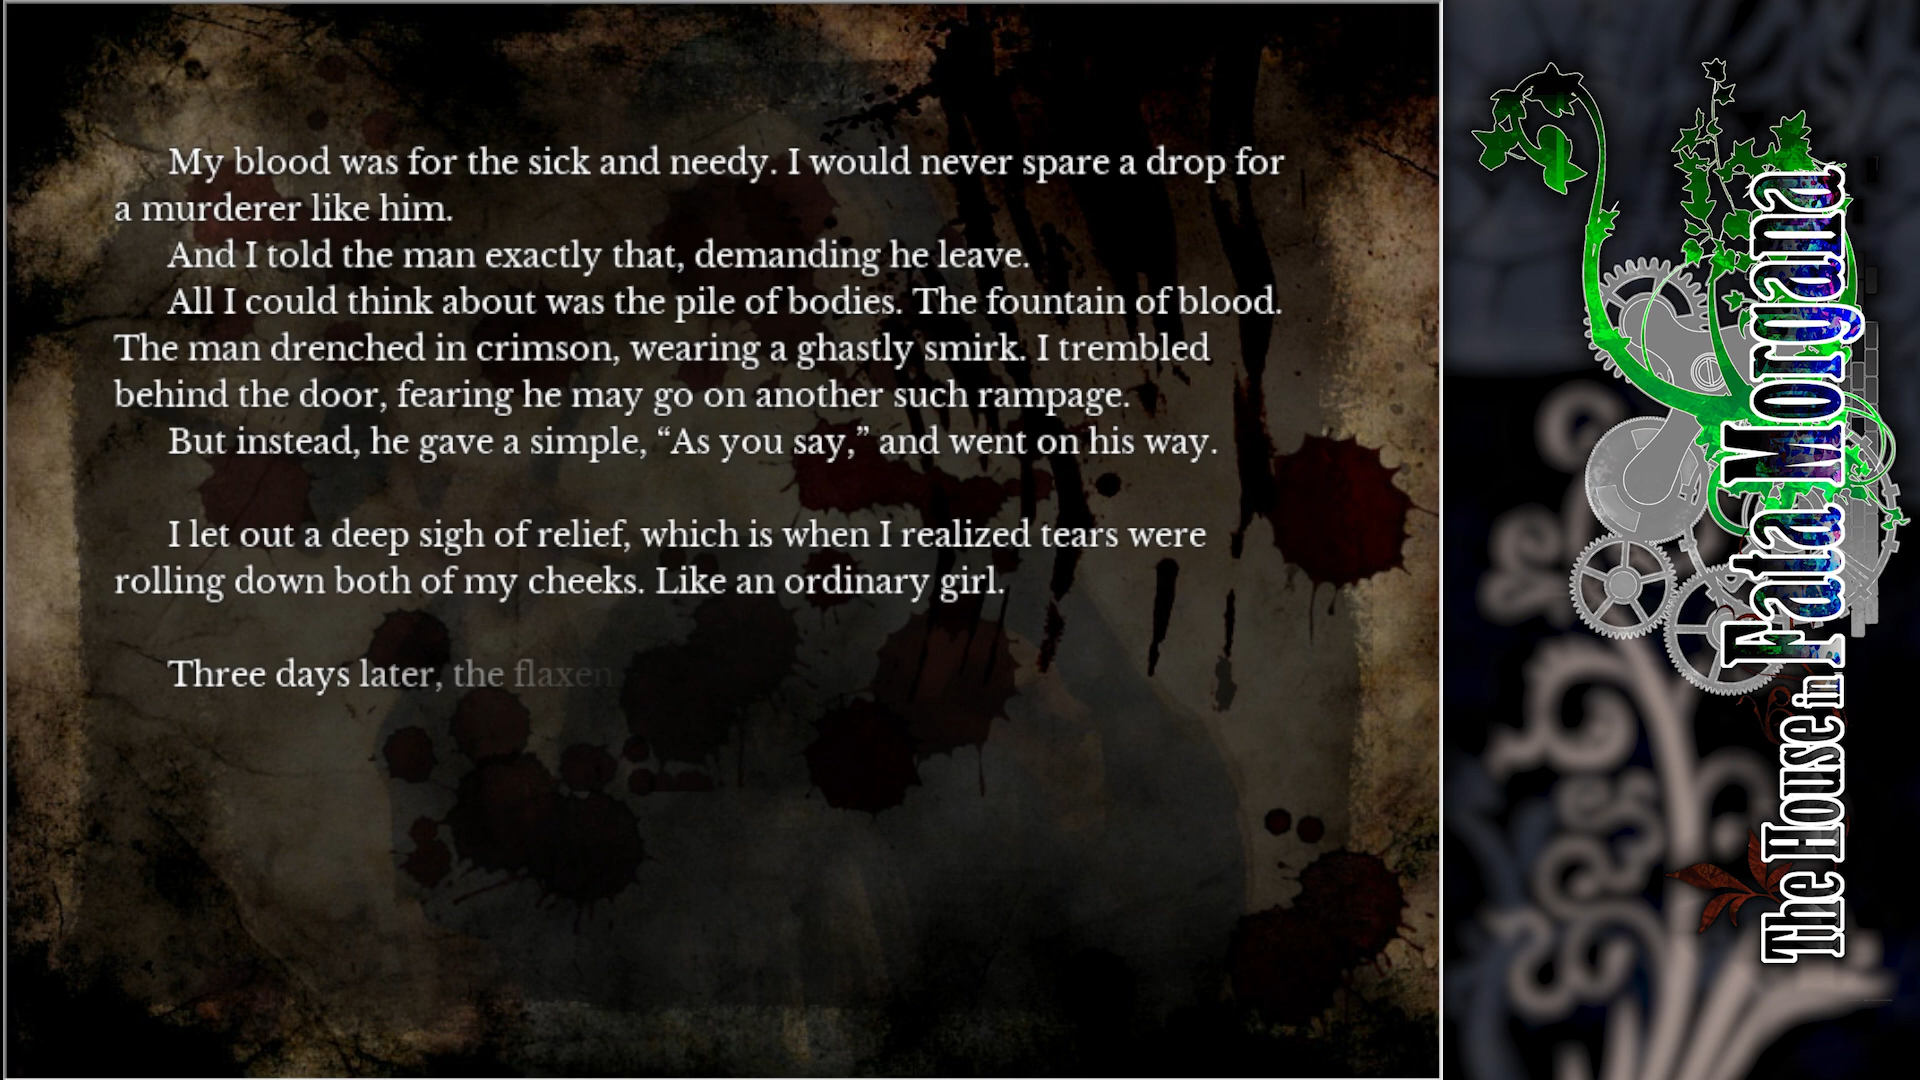 My blood was for the sick and needy. I would never spare a drop for
a murderer like him.
And I told the man exactly that, demanding he leave.
All I could think about was the pile of bodies. The fountain of blood.
The man drenched in crimson, wearing a ghastly smirk. I trembled
behind the door, fearing he may go on another such rampage.
But instead, he gave a simple, “As you say,” and went on his way.
I let out a deep sigh of relief, which is when I realized tears were
rolling down both of my cheeks. Like an ordinary girl.
Three days later, the flaxen
The House in Fata Morgana